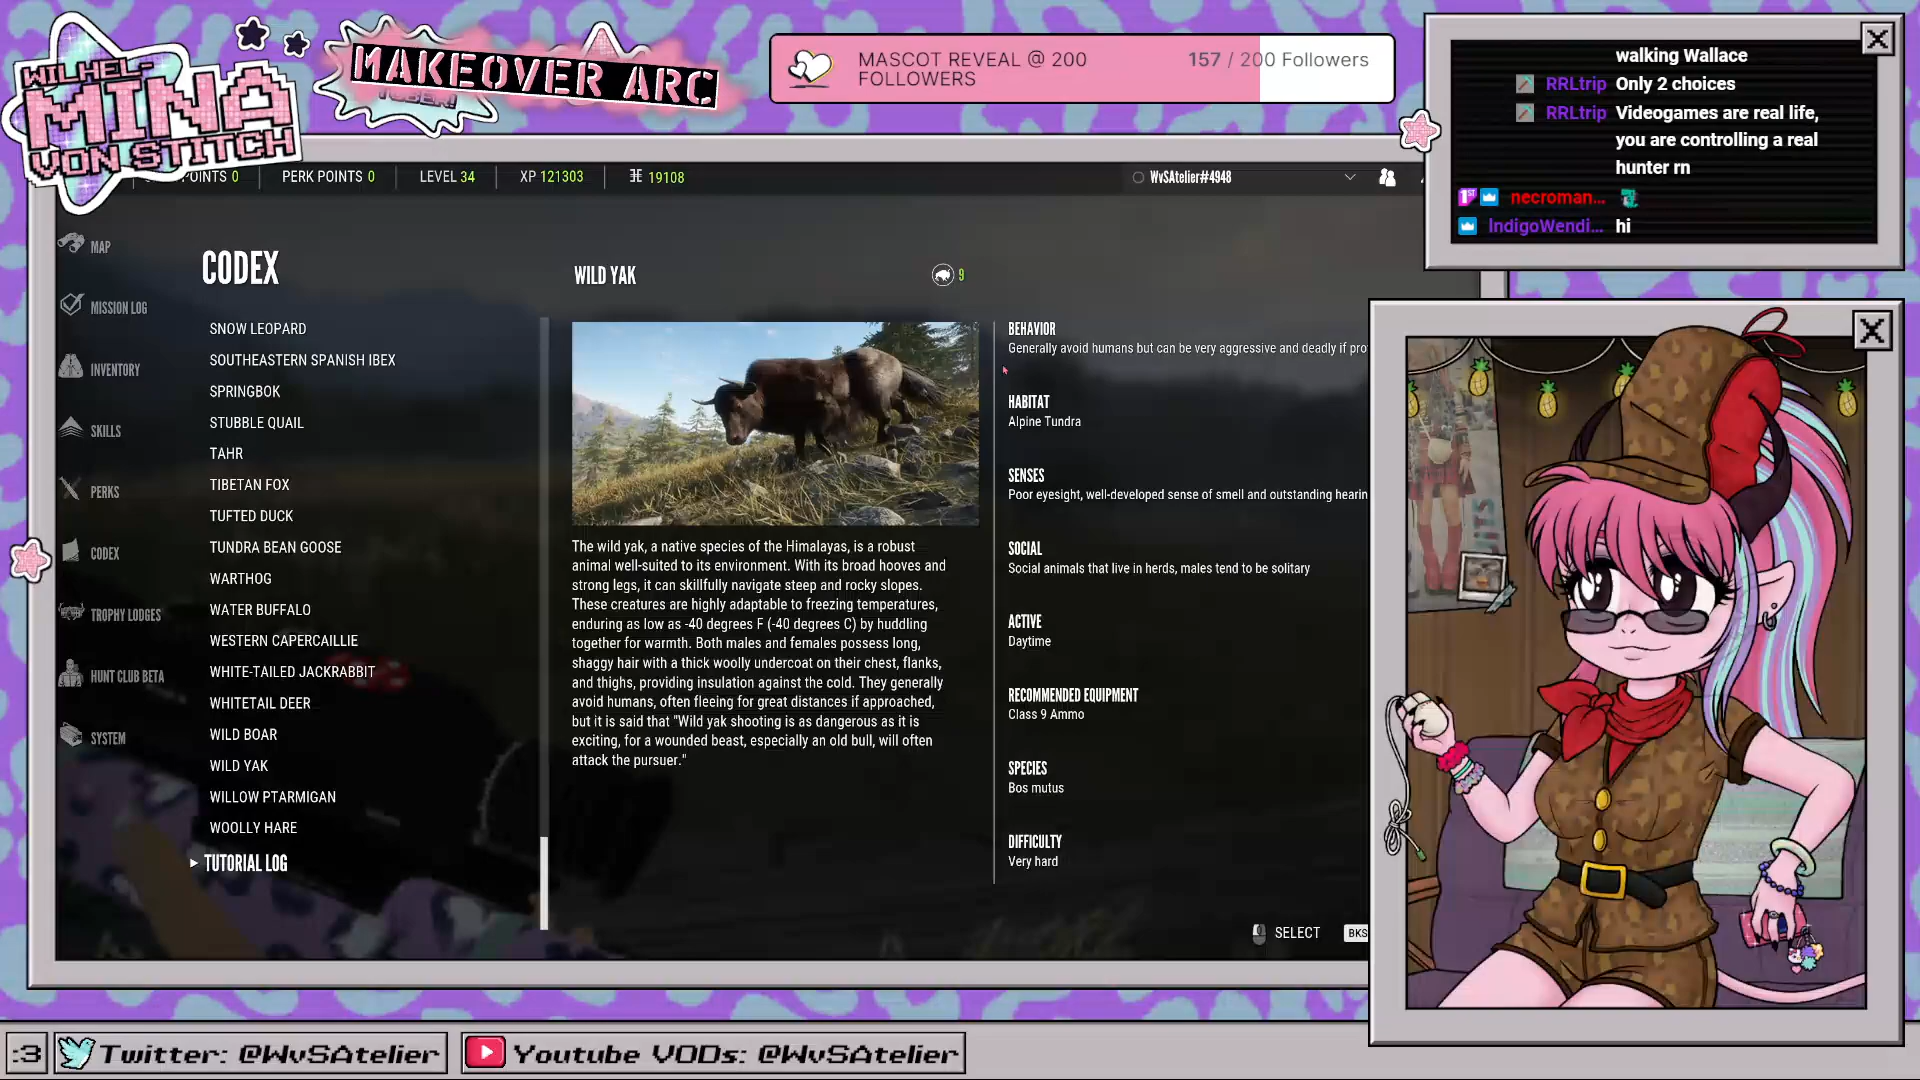 WILHEL-
MINA
VON STITCH
MAKEOVER ARC
TOBER!
MASCOT REVEAL @ 200
FOLLOWERS
157 / 200 Followers
walking Wallace
RRLtrip Only 2 choices
RRLtrip Videogames are real life,
you are controlling a real
hunter rn
necroman...
IndigoWendi... hi
POINTS 0
PERK POINTS 0
LEVEL 34
XP 121303
19108
WvSAtelier#4948
MAP
MISSION LOG
INVENTORY
SKILLS
PERKS
CODEX
TROPHY LODGES
HUNT CLUB BETA
SYSTEM
CODEX
SNOW LEOPARD
SOUTHEASTERN SPANISH IBEX
SPRINGBOK
STUBBLE QUAIL
TAHR
TIBETAN FOX
TUFTED DUCK
TUNDRA BEAN GOOSE
WARTHOG
WATER BUFFALO
WESTERN CAPERCAILLIE
WHITE-TAILED JACKRABBIT
WHITETAIL DEER
WILD BOAR
WILD YAK
WILLOW PTARMIGAN
WOOLLY HARE
TUTORIAL LOG
WILD YAK
9
The wild yak, a native species of the Himalayas, is a robust
animal well-suited to its environment. With its broad hooves and
strong legs, it can skillfully navigate steep and rocky slopes.
These creatures are highly adaptable to freezing temperatures,
enduring as low as -40 degrees F (-40 degrees C) by huddling
together for warmth. Both males and females possess long,
shaggy hair with a thick woolly undercoat on their chest, flanks,
and thighs, providing insulation against the cold. They generally
avoid humans, often fleeing for great distances if approached,
but it is said that "Wild yak shooting is as dangerous as it is
exciting, for a wounded beast, especially an old bull, will often
attack the pursuer."
BEHAVIOR
Generally avoid humans but can be very aggressive and deadly if pro
HABITAT
Alpine Tundra
SENSES
Poor eyesight, well-developed sense of smell and outstanding hearin
SOCIAL
Social animals that live in herds, males tend to be solitary
ACTIVE
Daytime
RECOMMENDED EQUIPMENT
Class 9 Ammo
SPECIES
Bos mutus
DIFFICULTY
Very hard
SELECT
BKS
:3
Twitter: @WvSAtelier
Youtube VODs: @WvSAtelier